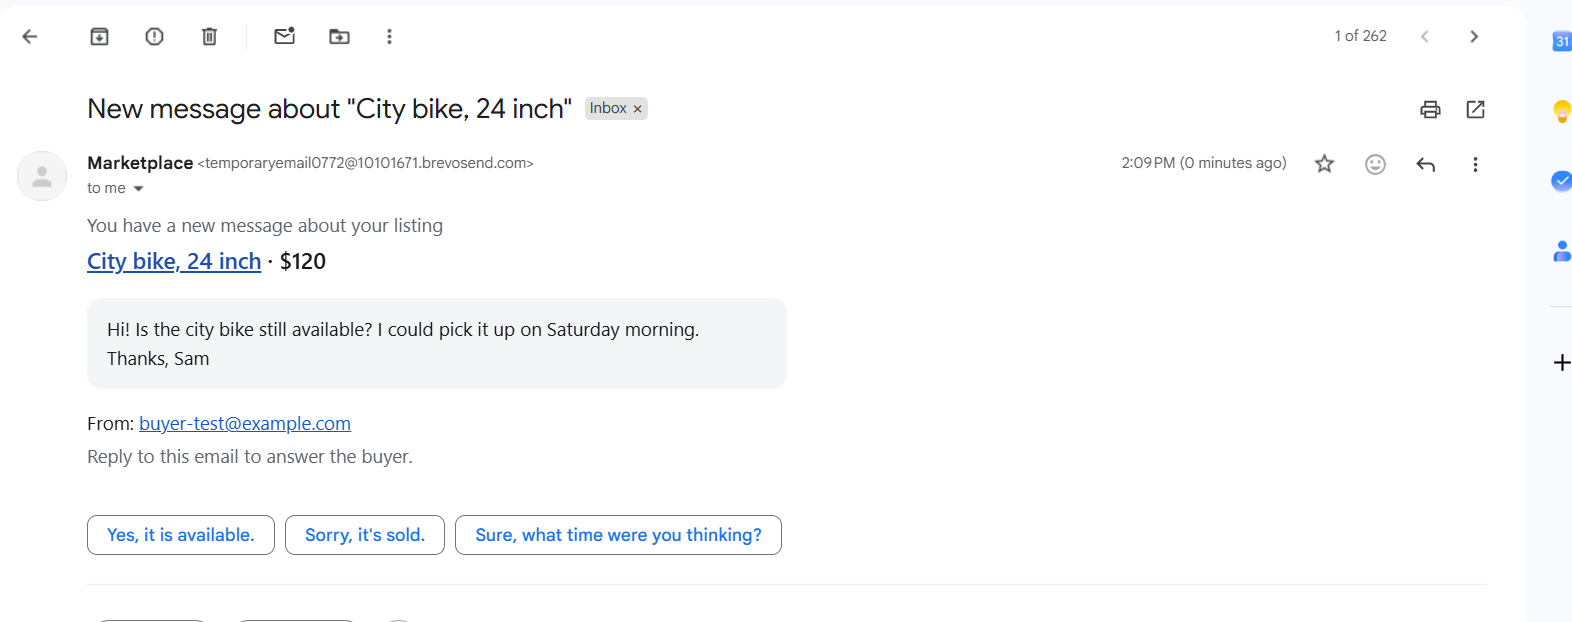 1 of 262
31
New message about "City bike, 24 inch" Inbox ×
Marketplace <temporaryemail0772@10101671.brevosend.com> 2:09 PM (0 minutes ago)
to me
You have a new message about your listing
City bike, 24 inch · $120
Hi! Is the city bike still available? I could pick it up on Saturday morning.
Thanks, Sam
From: buyer-test@example.com
Reply to this email to answer the buyer.
Yes, it is available. Sorry, it's sold. Sure, what time were you thinking?